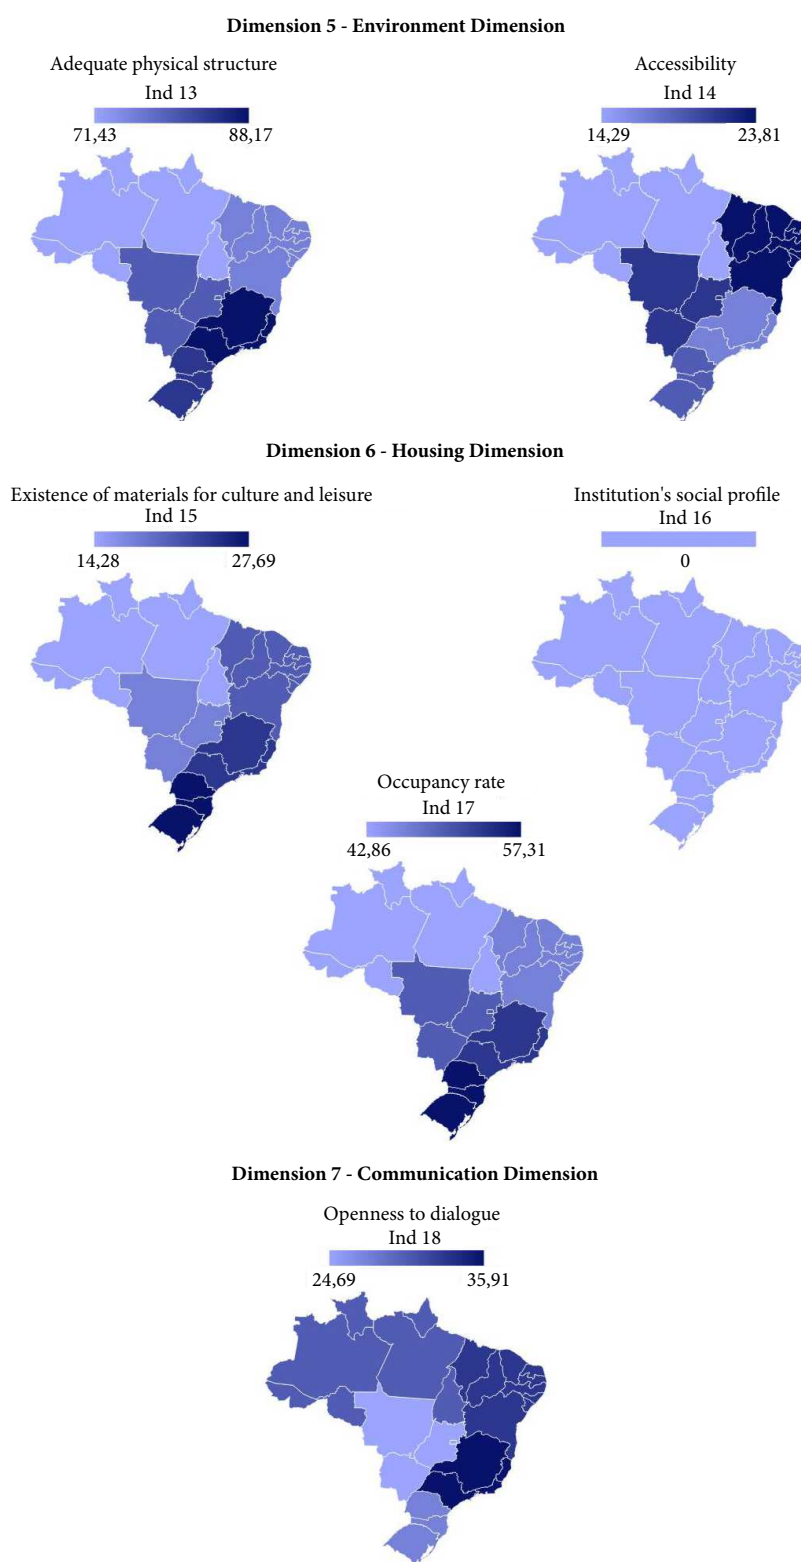 Dimension 5 - Environment Dimension
Adequate physical structure
Ind 13
71,43 88,17
Accessibility
Ind 14
14,29 23,81
Dimension 6 - Housing Dimension
Existence of materials for culture and leisure
Ind 15
14,28 27,69
Institution's social profile
Ind 16
0
Occupancy rate
Ind 17
42,86 57,31
Dimension 7 - Communication Dimension
Openness to dialogue
Ind 18
24,69 35,91